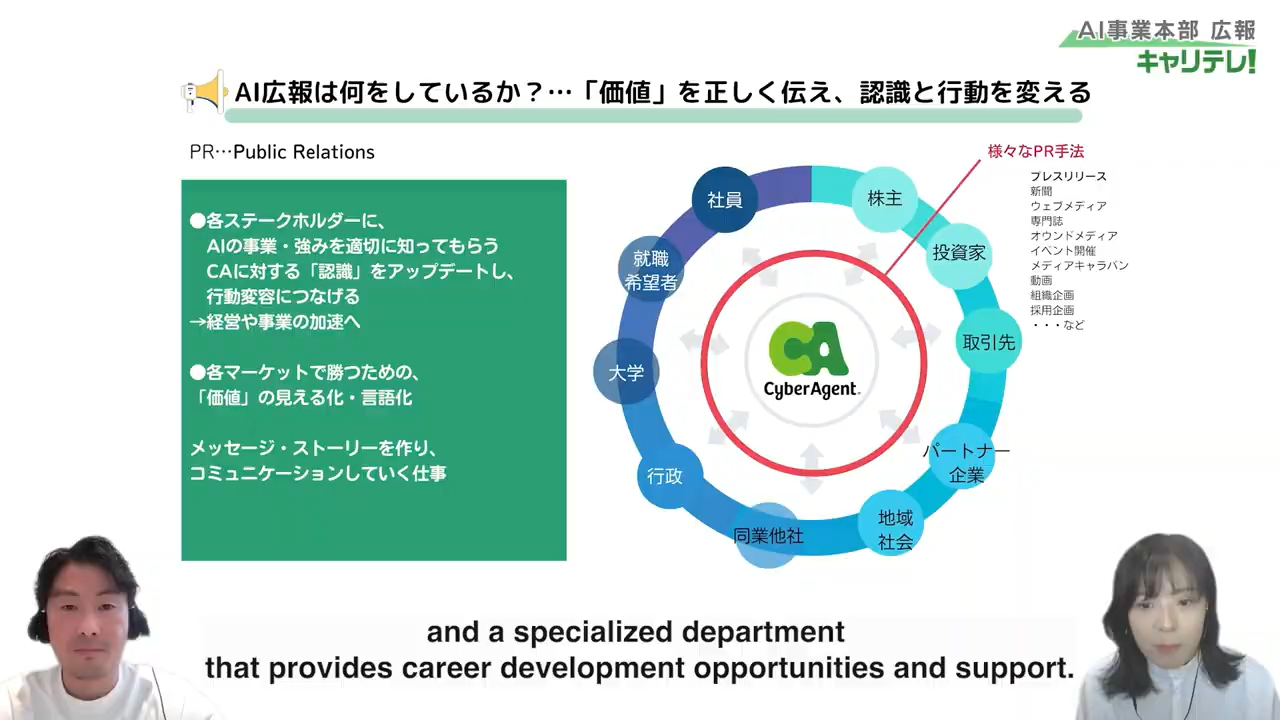 AI事業本部 広報
キャリテレ!
AI広報は何をしているか？…「価値」を正しく伝え、認識と行動を変える
PR…Public Relations
●各ステークホルダーに、
AIの事業・強みを適切に知ってもらう
CAに対する「認識」をアップデートし、
行動変容につなげる
→経営や事業の加速へ
●各マーケットで勝つための、
「価値」の見える化・言語化
メッセージ・ストーリーを作り、
コミュニケーションしていく仕事
様々なPR手法
プレスリリース
新聞
ウェブメディア
専門誌
オウンドメディア
イベント開催
メディアキャラバン
動画
組織企画
採用企画
・・・など
社員
株主
就職
希望者
投資家
取引先
大学
パートナー
企業
行政
地域
社会
同業他社
CA
CyberAgent
and a specialized department
that provides career development opportunities and support.